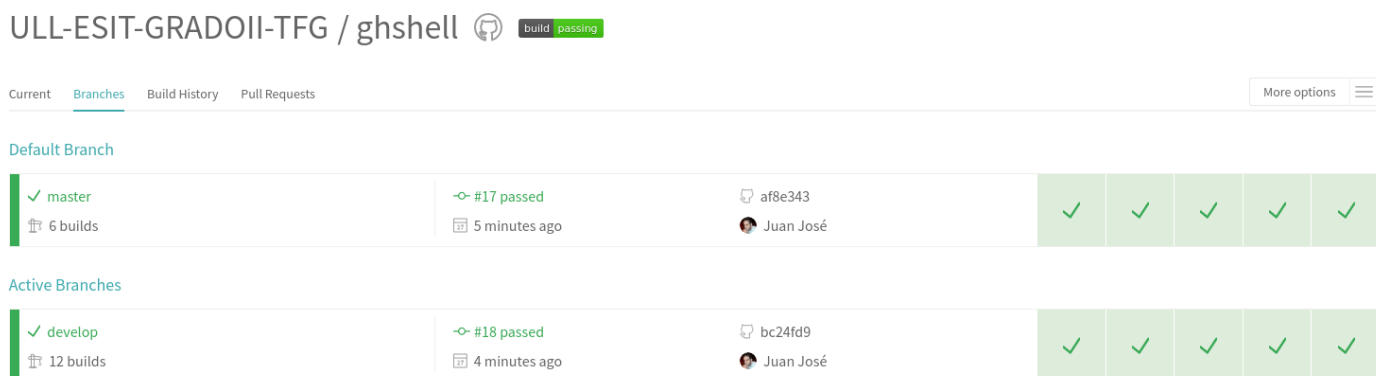 ULL-ESIT-GRADOII-TFG / ghshell build passing
Current Branches Build History Pull Requests More options
Default Branch
master #17 passed af8e343
6 builds 5 minutes ago Juan José
Active Branches
develop #18 passed bc24fd9
12 builds 4 minutes ago Juan José